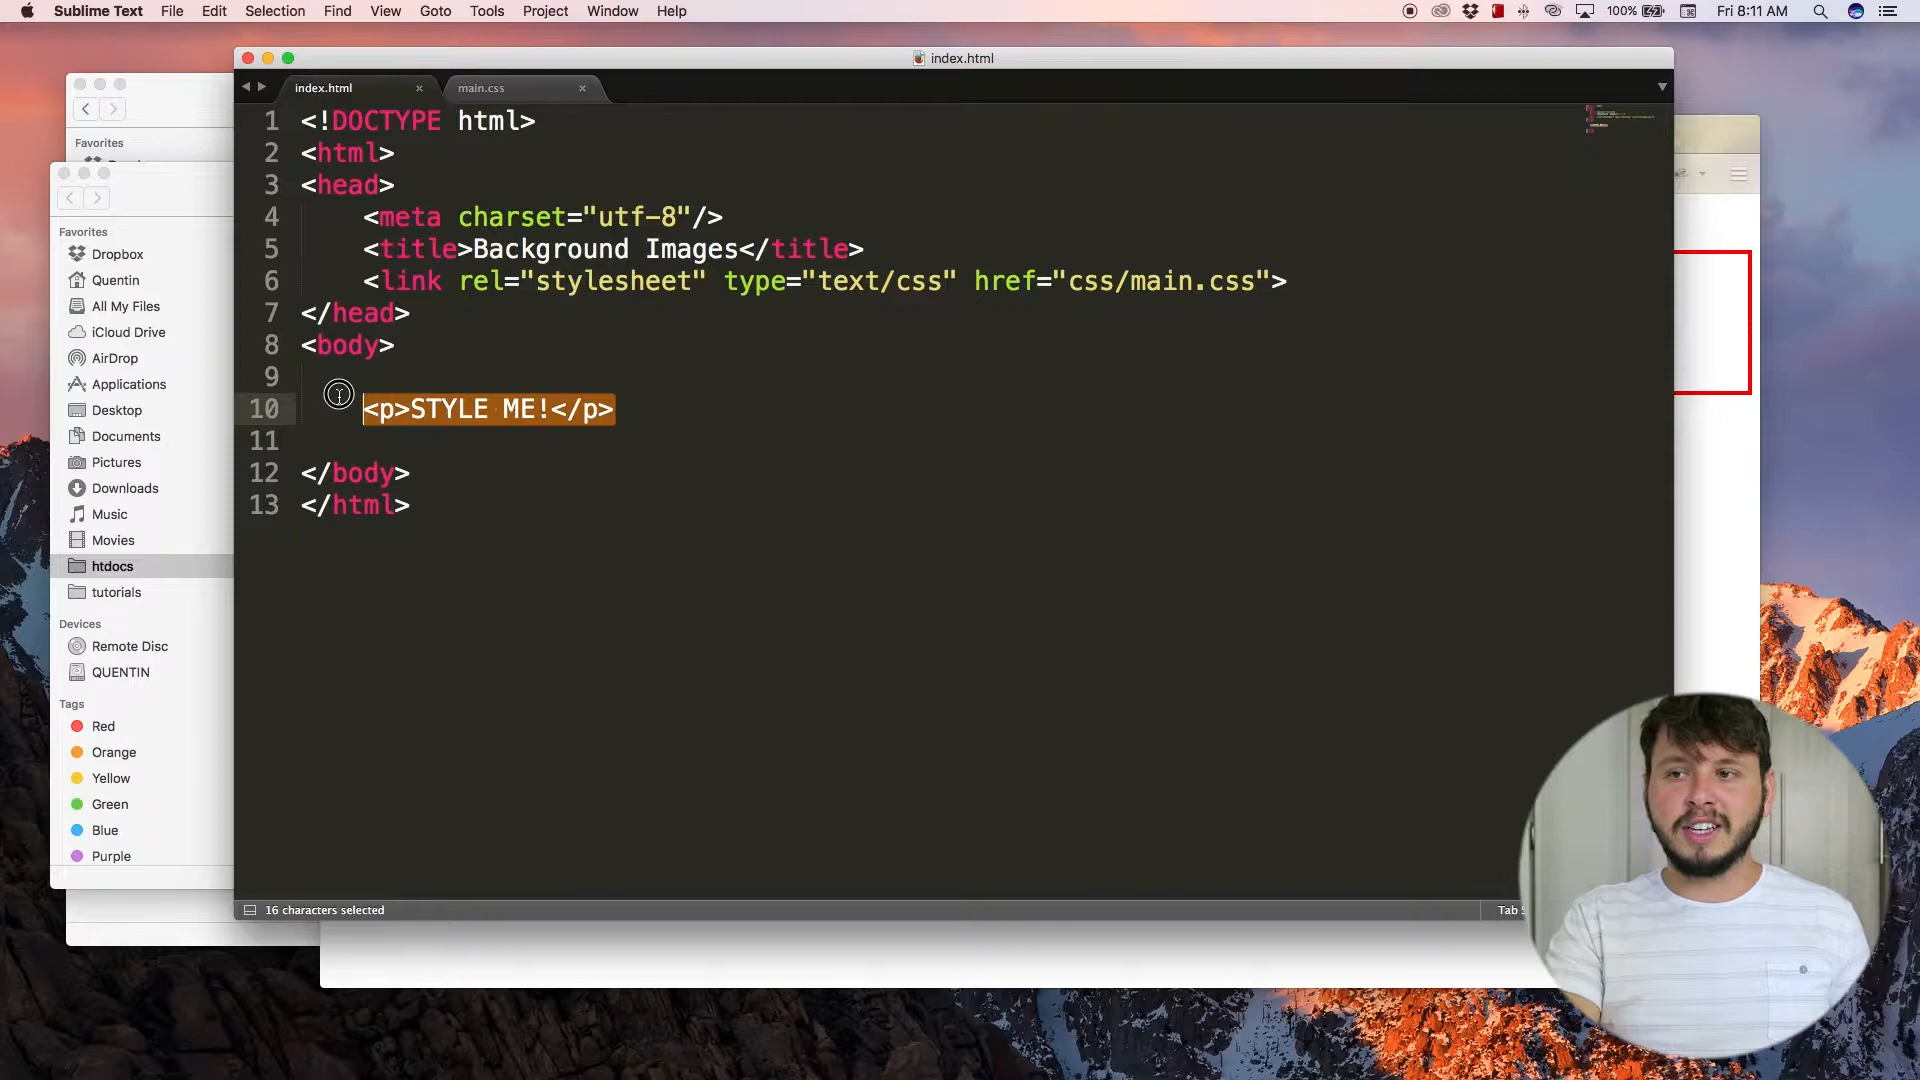 Sublime Text File Edit Selection Find View Goto Tools Project Window Help 100% Fri 8:11 AM
index.html
index.html × main.css ×
1 <!DOCTYPE html>
2 <html>
3 <head>
4 <meta charset="utf-8"/>
5 <title>Background Images</title>
6 <link rel="stylesheet" type="text/css" href="css/main.css">
7 </head>
8 <body>
9
10 <p>STYLE ME!</p>
11
12 </body>
13 </html>
16 characters selected
Tab
Favorites
Favorites
Dropbox
Quentin
All My Files
iCloud Drive
AirDrop
Applications
Desktop
Documents
Pictures
Downloads
Music
Movies
htdocs
tutorials
Devices
Remote Disc
QUENTIN
Tags
Red
Orange
Yellow
Green
Blue
Purple